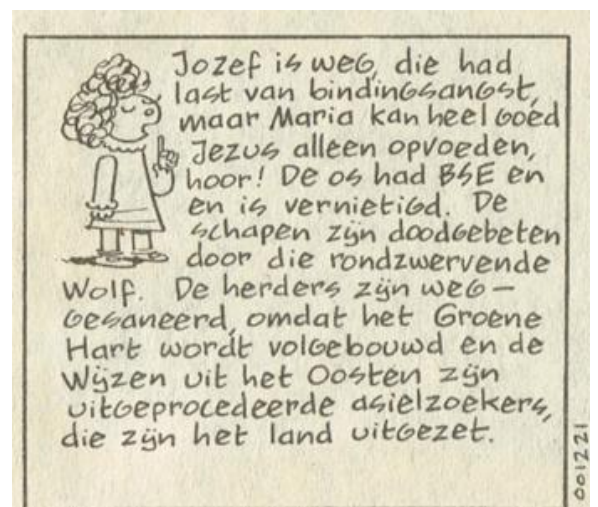 Jozef is weg, die had
last van bindingsangst,
maar Maria kan heel goed
Jezus alleen opvoeden,
hoor! De os had BSE en
en is vernietigd. De
schapen zijn doodgebeten
door die rondzwervende
Wolf. De herders zijn weg-
gesaneerd, omdat het Groene
Hart wordt volgebouwd en de
Wijzen uit het Oosten zijn
uitgeprocedeerde asielzoekers,
die zijn het land uitgezet.
001221